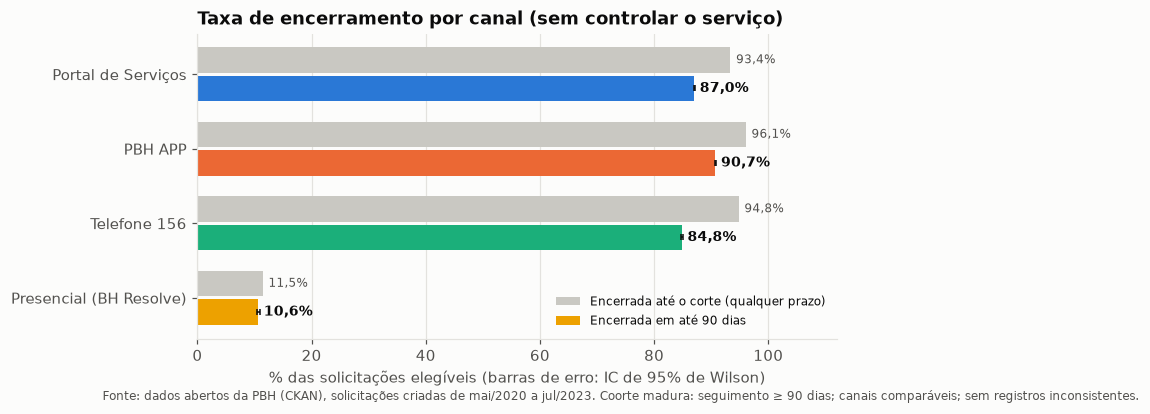 Taxa de encerramento por canal (sem controlar o serviço)
Portal de Serviços
93,4%
87,0%
PBH APP
96,1%
90,7%
Telefone 156
94,8%
84,8%
Presencial (BH Resolve)
11,5%
10,6%
Encerrada até o corte (qualquer prazo)
Encerrada em até 90 dias
0 20 40 60 80 100
% das solicitações elegíveis (barras de erro: IC de 95% de Wilson)
Fonte: dados abertos da PBH (CKAN), solicitações criadas de mai/2020 a jul/2023. Coorte madura: seguimento ≥ 90 dias; canais comparáveis; sem registros inconsistentes.